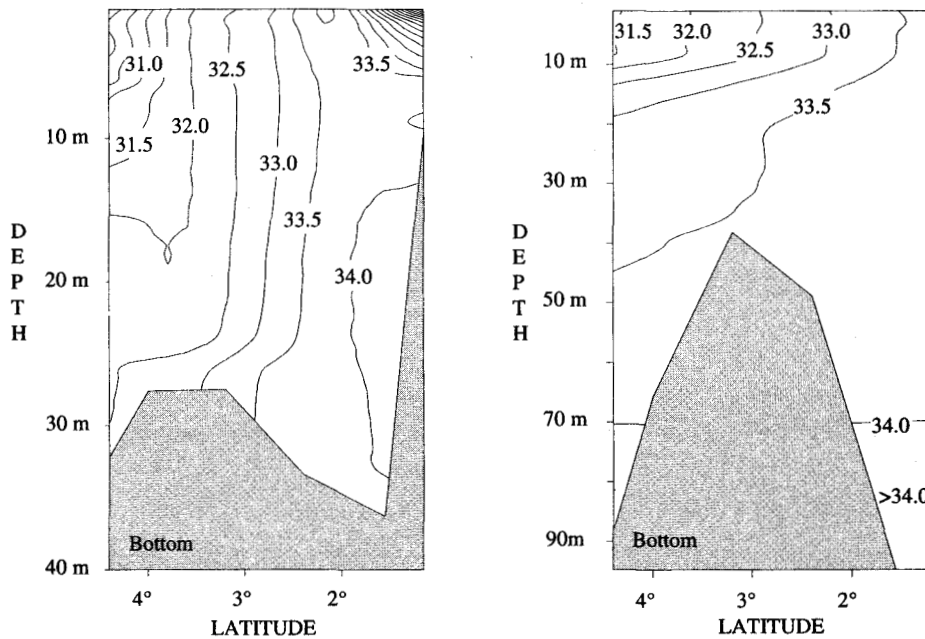 31.0
32.5
33.5
32.0
10 m
31.5
33.0
33.5
34.0
D
E
P
T
H
20 m
30 m
Bottom
40 m
4°
3°
2°
LATITUDE
31.5
32.0
32.5
33.0
10 m
33.5
30 m
D
E
P
T
H
50 m
70 m
34.0
>34.0
Bottom
90m
4°
3°
2°
LATITUDE